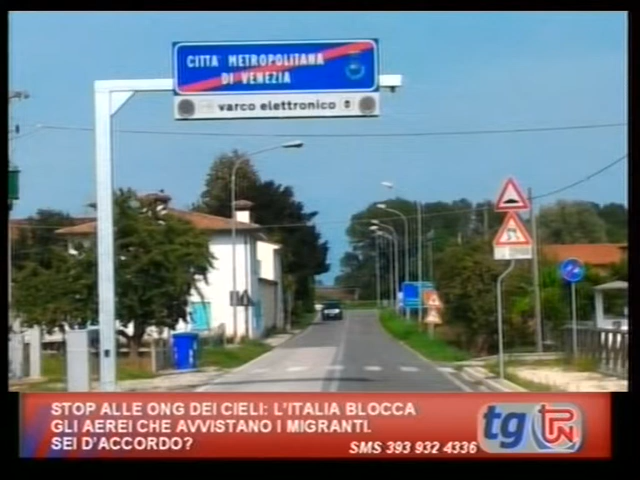 CITTA' METROPOLITANA
DI VENEZIA
varco elettronico
STOP ALLE ONG DEI CIELI: L'ITALIA BLOCCA
GLI AEREI CHE AVVISTANO I MIGRANTI.
SEI D'ACCORDO?
SMS 393 932 4336
tg TPN